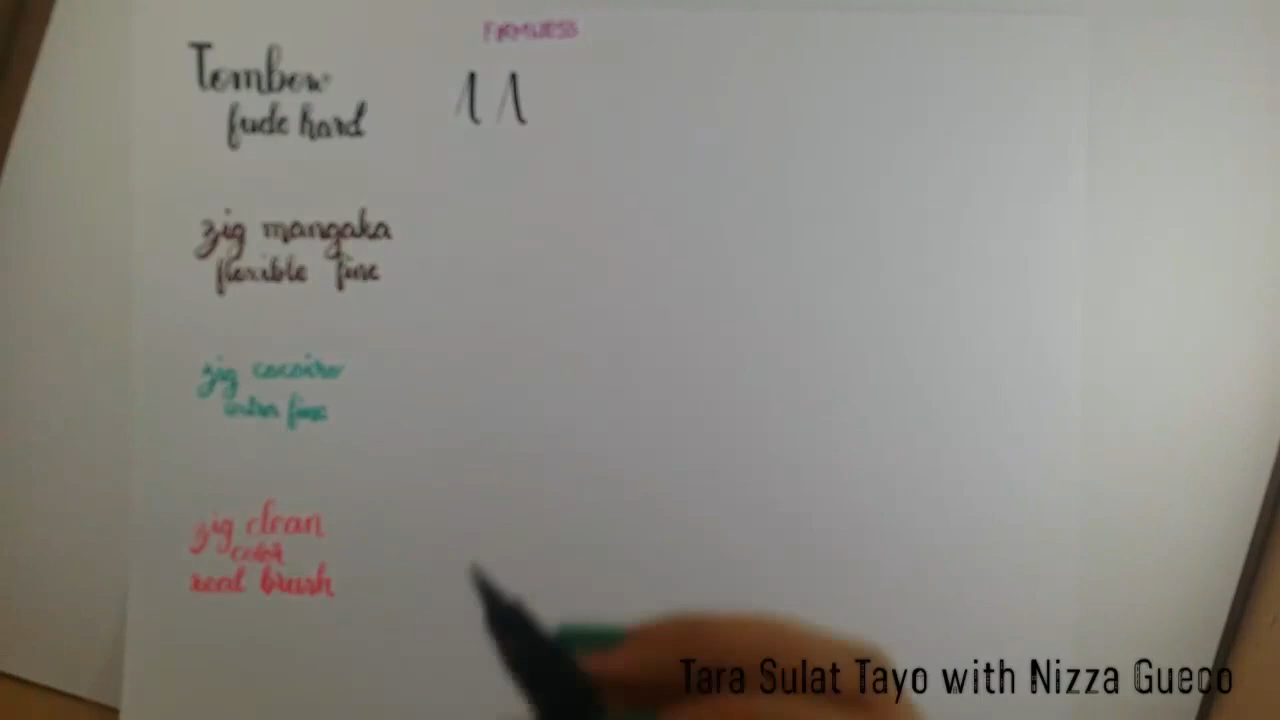 FIRMNESS
Tombow
fude hard
zig mangaka
flexible fine
zig cocoiro
extra fine
zig clean
color
real brush
Tara Sulat Tayo with Nizza Gueco